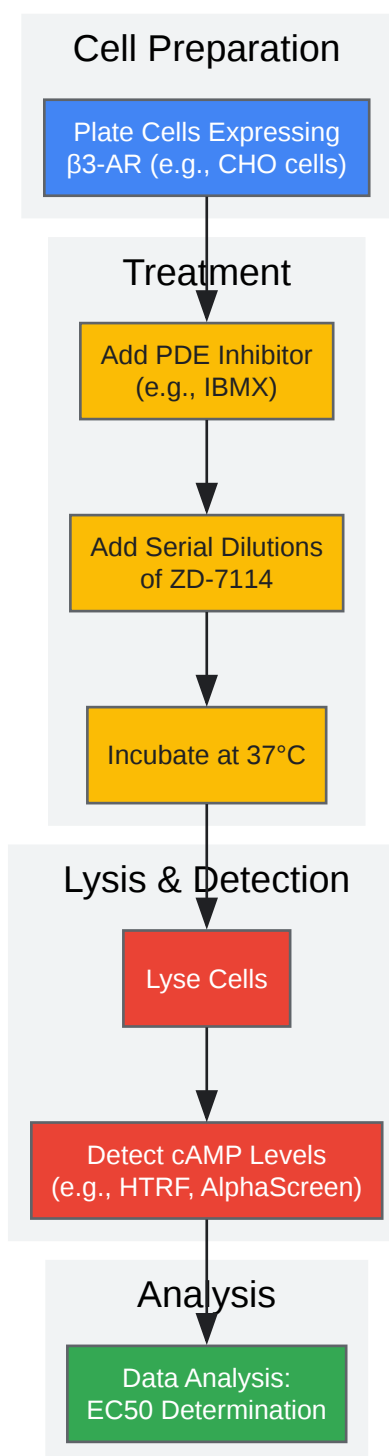 Cell Preparation
Plate Cells Expressing
β3-AR (e.g., CHO cells)
Treatment
Add PDE Inhibitor
(e.g., IBMX)
Add Serial Dilutions
of ZD-7114
Incubate at 37°C
Lysis & Detection
Lyse Cells
Detect cAMP Levels
(e.g., HTRF, AlphaScreen)
Analysis
Data Analysis:
EC50 Determination